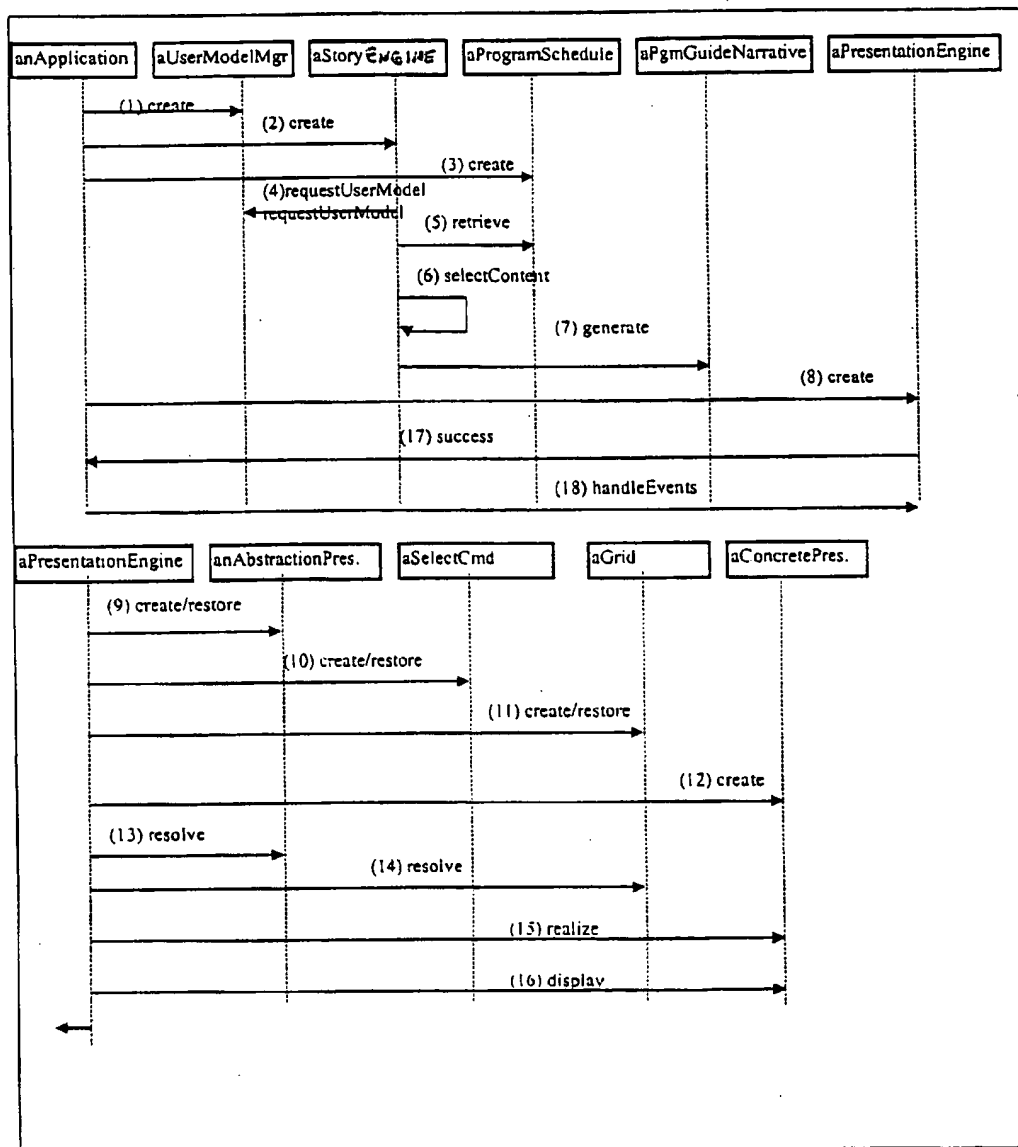 anApplication aUserModelMgr aStory ENGINE aProgramSchedule aPgmGuideNarrative aPresentationEngine
(1) create
(2) create
(3) create
(4)requestUserModel
requestUserModel
(5) retrieve
(6) selectContent
(7) generate
(8) create
(17) success
(18) handleEvents
aPresentationEngine anAbstractionPres. aSelectCmd aGrid aConcretePres.
(9) create/restore
(10) create/restore
(11) create/restore
(12) create
(13) resolve
(14) resolve
(15) realize
(16) display